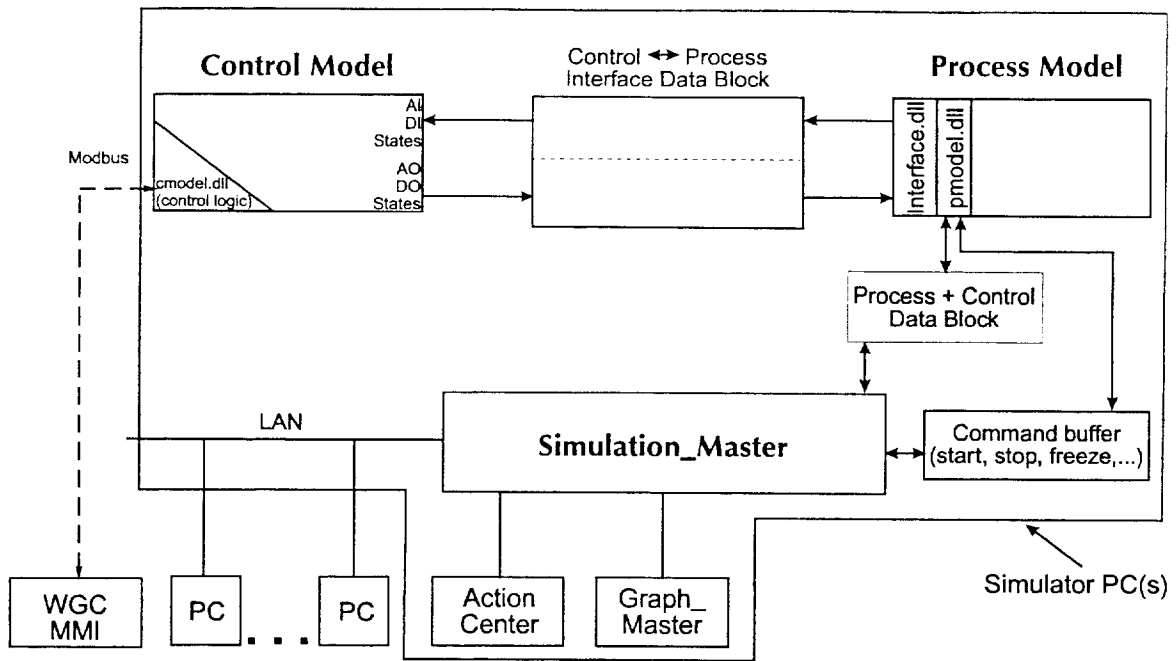 Control Model
Control ↔ Process
Interface Data Block
Process Model
AI
DI
States
AO
DO
States
Modbus
cmodel.dll
(control logic)
Interface.dll
pmodel.dll
Process + Control
Data Block
LAN
Simulation_Master
Command buffer
(start, stop, freeze,...)
Simulator PC(s)
WGC
MMI
PC
. . .
PC
Action
Center
Graph_
Master